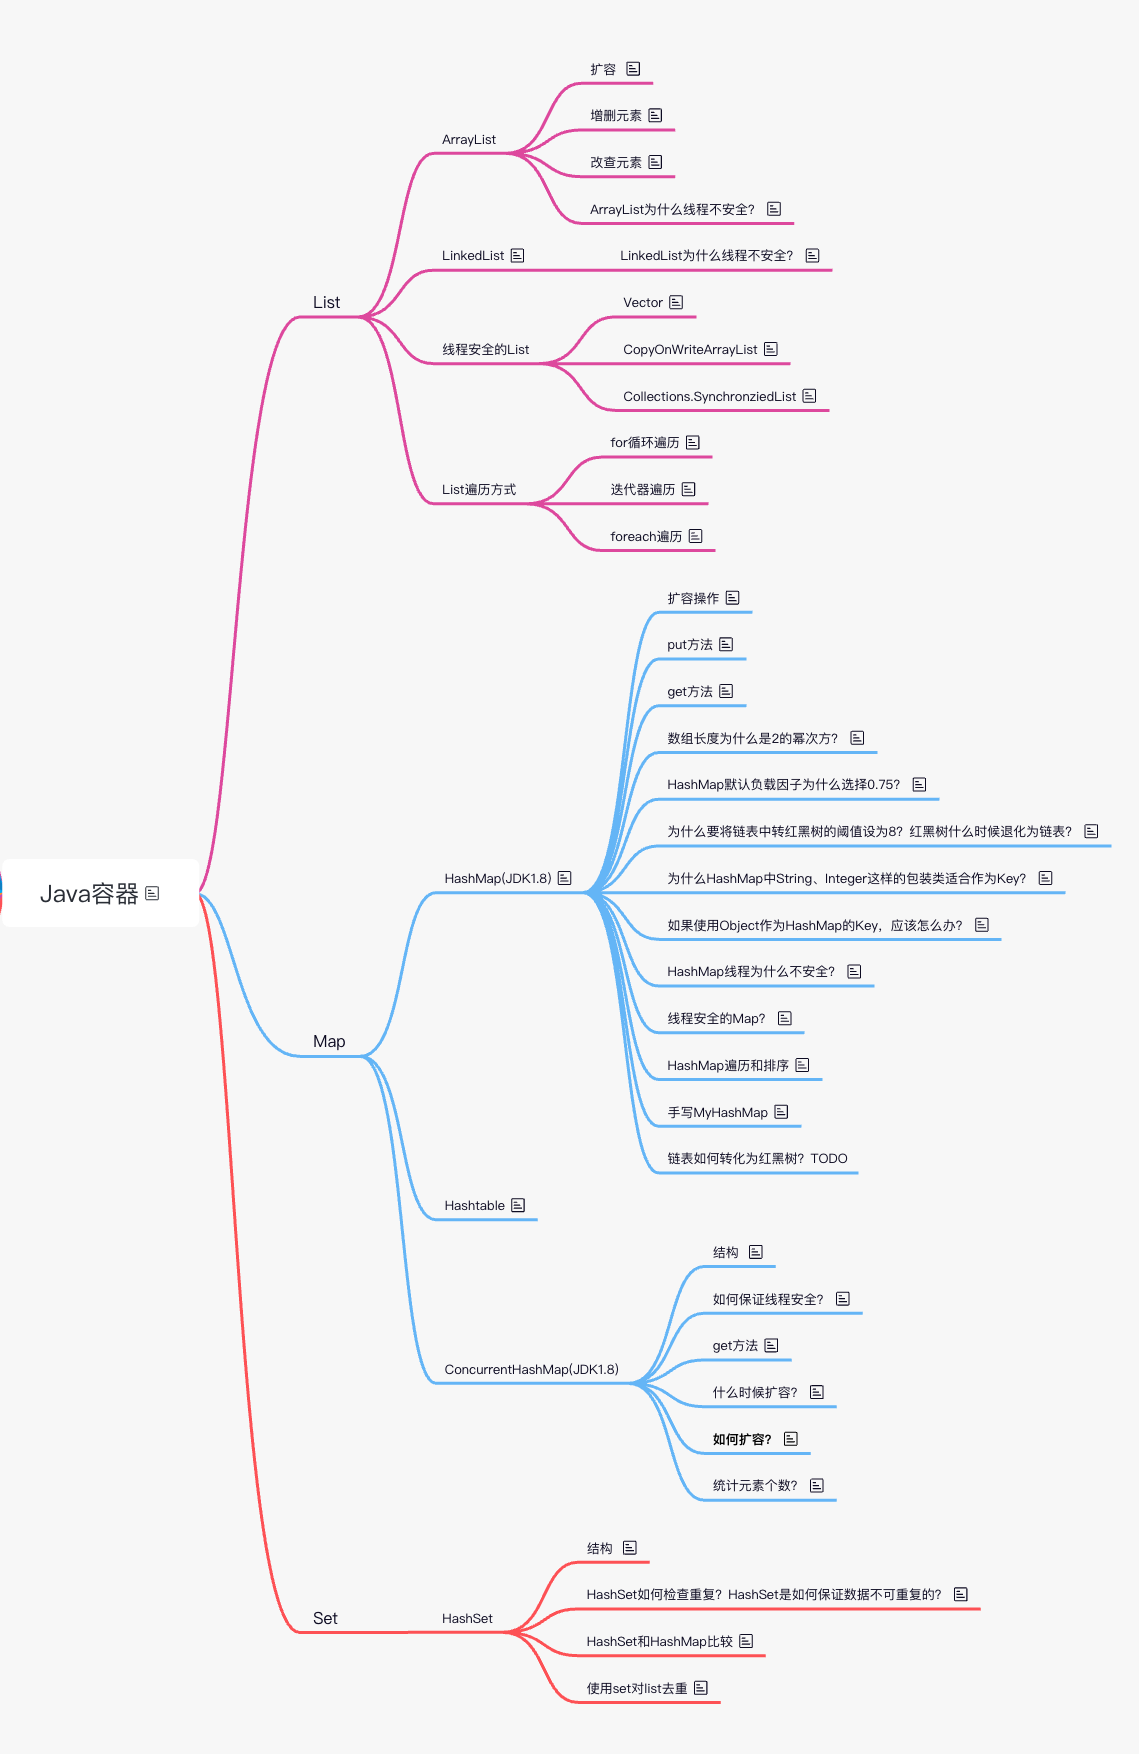 Java容器
List
ArrayList
扩容
增删元素
改查元素
ArrayList为什么线程不安全？
LinkedList
LinkedList为什么线程不安全？
线程安全的List
Vector
CopyOnWriteArrayList
Collections.SynchronziedList
List遍历方式
for循环遍历
迭代器遍历
foreach遍历
Map
HashMap(JDK1.8)
扩容操作
put方法
get方法
数组长度为什么是2的幂次方？
HashMap默认负载因子为什么选择0.75？
为什么要将链表中转红黑树的阈值设为8？红黑树什么时候退化为链表？
为什么HashMap中String、Integer这样的包装类适合作为Key？
如果使用Object作为HashMap的Key，应该怎么办？
HashMap线程为什么不安全？
线程安全的Map？
HashMap遍历和排序
手写MyHashMap
链表如何转化为红黑树？TODO
Hashtable
ConcurrentHashMap(JDK1.8)
结构
如何保证线程安全？
get方法
什么时候扩容？
如何扩容？
统计元素个数？
Set
HashSet
结构
HashSet如何检查重复？HashSet是如何保证数据不可重复的？
HashSet和HashMap比较
使用set对list去重